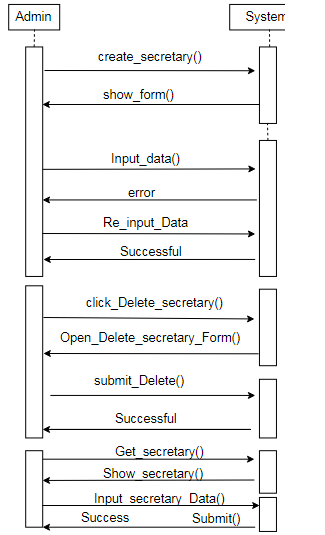 Admin System
create_secretary()
show_form()
Input_data()
error
Re_input_Data
Successful
click_Delete_secretary()
Open_Delete_secretary_Form()
submit_Delete()
Successful
Get_secretary()
Show_secretary()
Input_secretary_Data()
Success Submit()